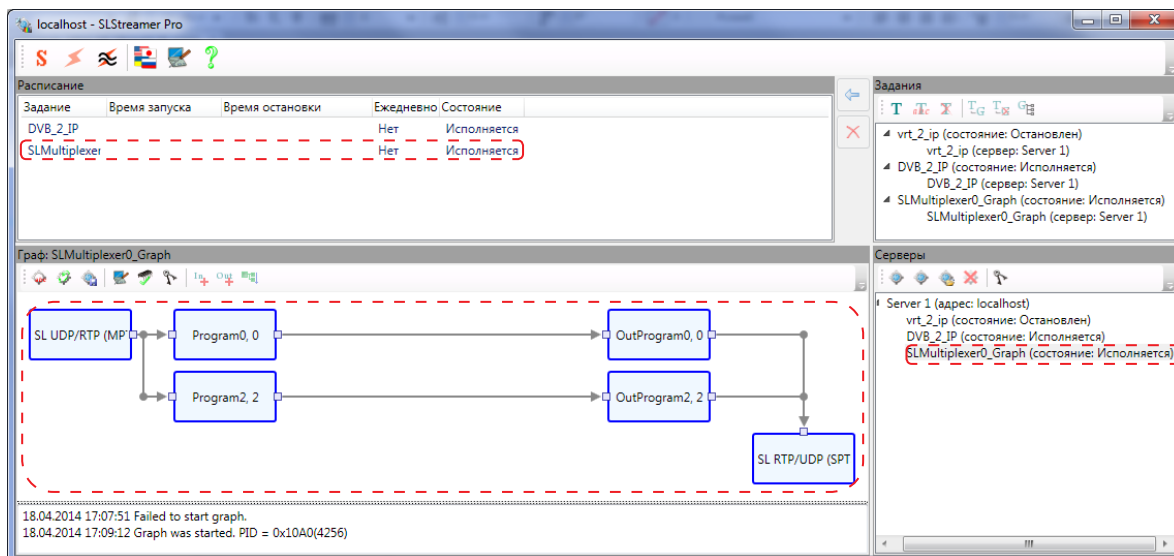 localhost - SLStreamer Pro
Расписание
Задание Время запуска Время остановки Ежедневно Состояние
DVB_2_IP Нет Исполняется
SLMultiplexer Нет Исполняется
Задания
vrt_2_ip (состояние: Остановлен)
vrt_2_ip (сервер: Server 1)
DVB_2_IP (состояние: Исполняется)
DVB_2_IP (сервер: Server 1)
SLMultiplexer0_Graph (состояние: Исполняется)
SLMultiplexer0_Graph (сервер: Server 1)
Граф: SLMultiplexer0_Graph
In Out
SL UDP/RTP (MP
Program0, 0
OutProgram0, 0
Program2, 2
OutProgram2, 2
SL RTP/UDP (SPT
18.04.2014 17:07:51 Failed to start graph.
18.04.2014 17:09:12 Graph was started. PID = 0x10A0(4256)
Серверы
Server 1 (адрес: localhost)
vrt_2_ip (состояние: Остановлен)
DVB_2_IP (состояние: Исполняется)
SLMultiplexer0_Graph (состояние: Исполняется)